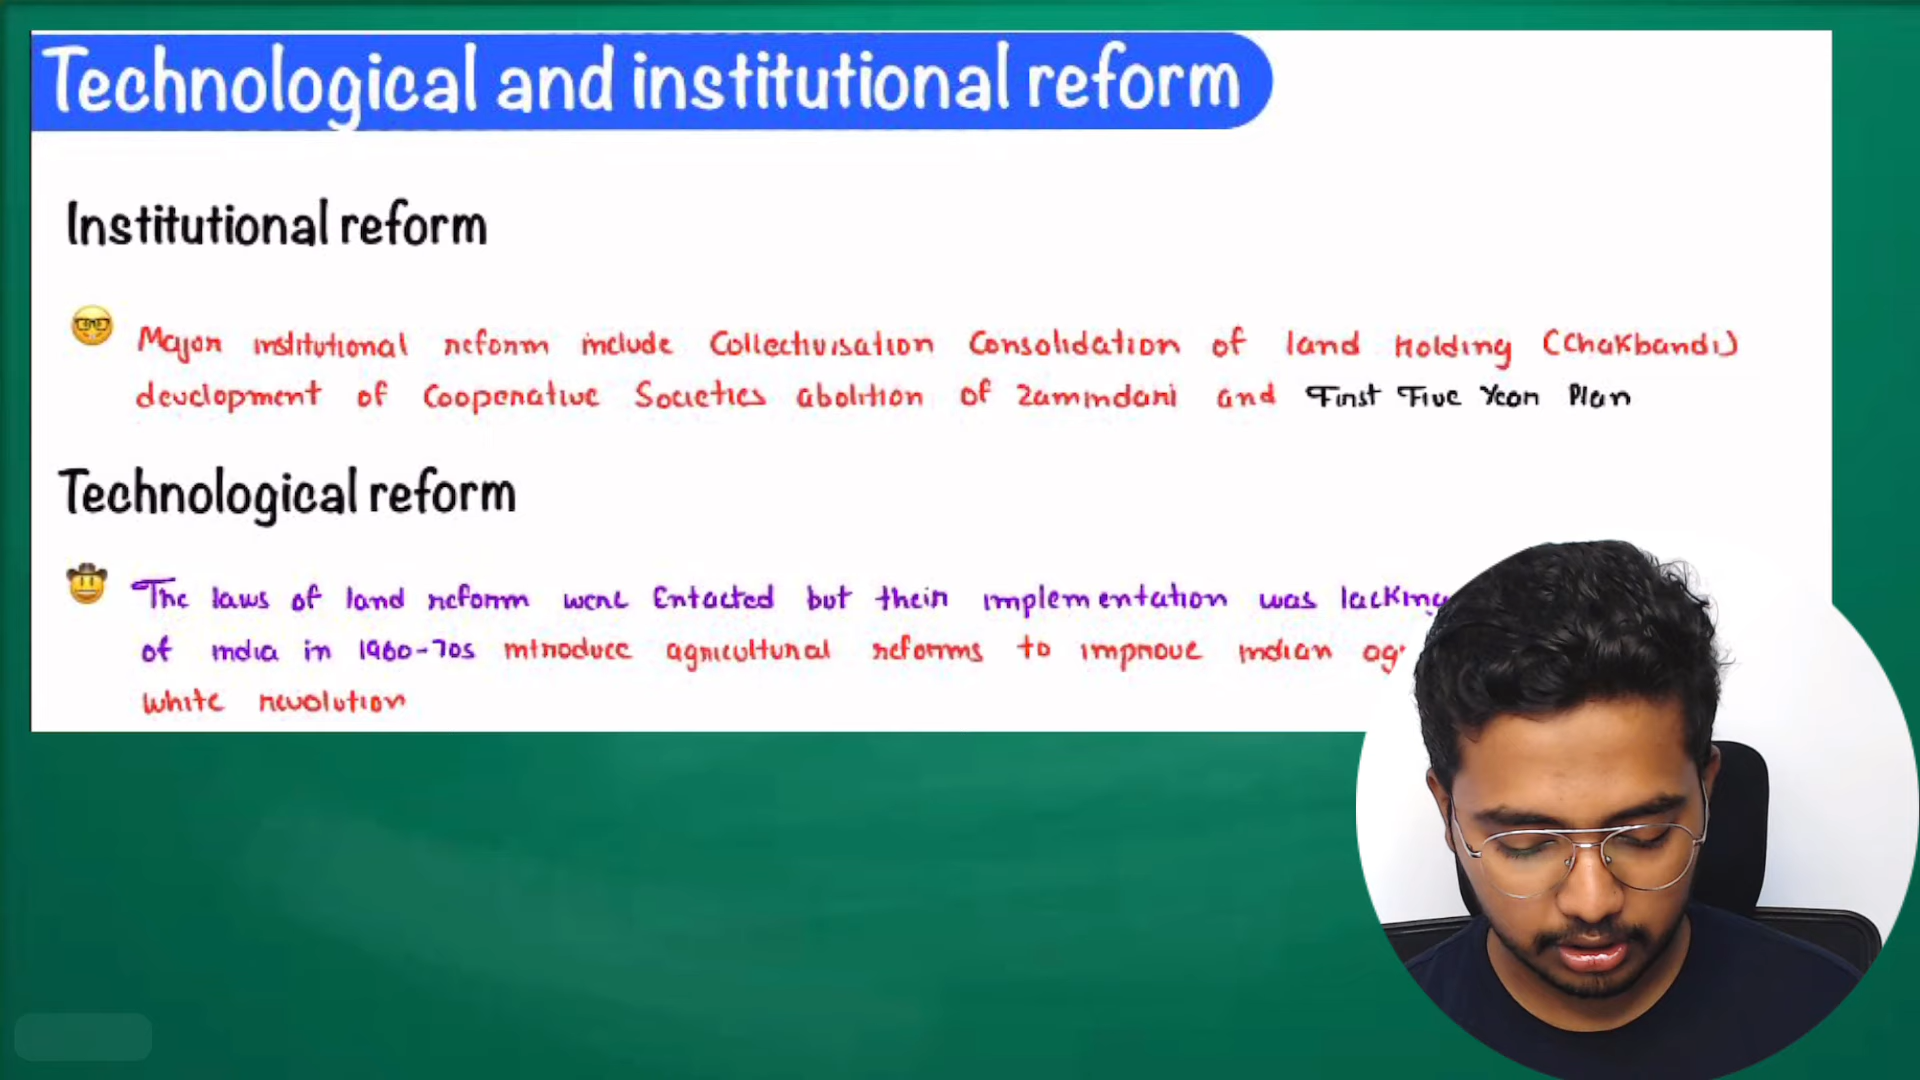 Technological and institutional reform
Institutional reform
Major institutional reform include Collectivisation Consolidation of land holding (Chakbandi)
development of Cooperative Societies abolition of Zamindari and First Five Year Plan
Technological reform
The laws of land reform were Entacted but their implementation was lacking
of india in 1960-70s introduce agricultural reforms to improve indian
white revolution